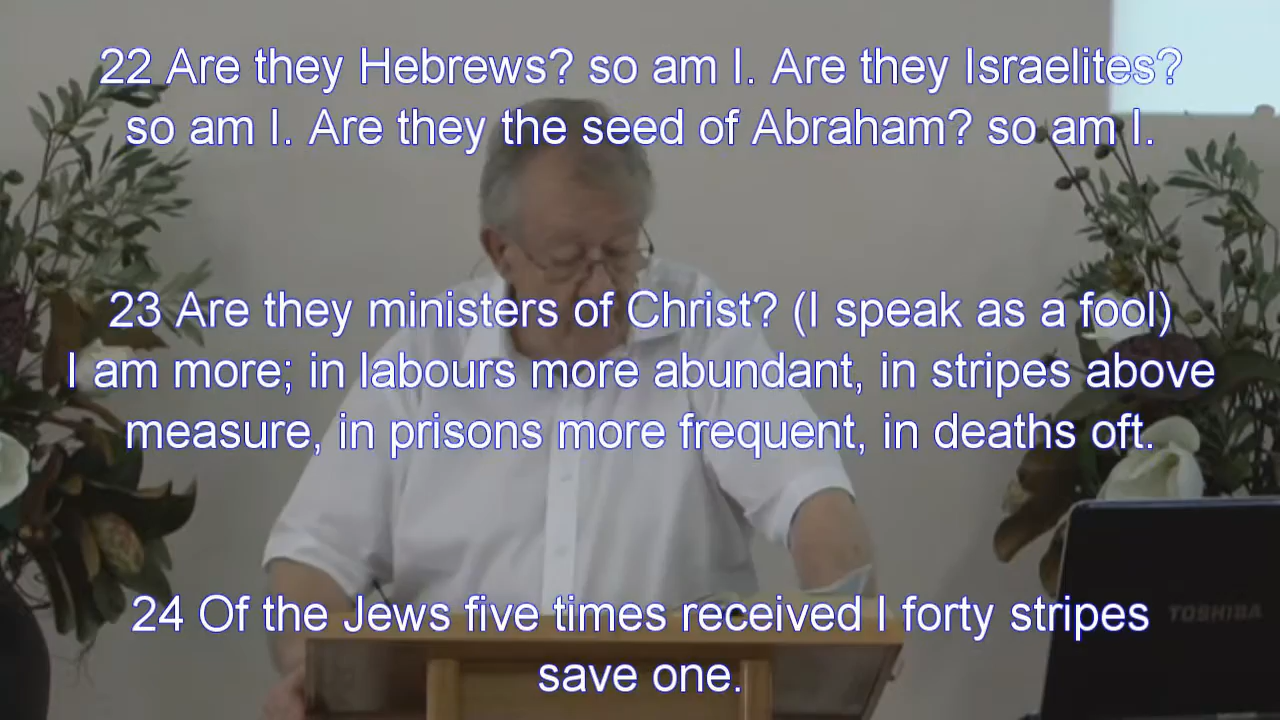 22 Are they Hebrews? so am I. Are they Israelites?
so am I. Are they the seed of Abraham? so am I.
23 Are they ministers of Christ? (I speak as a fool)
I am more; in labours more abundant, in stripes above
measure, in prisons more frequent, in deaths oft.
24 Of the Jews five times received I forty stripes
save one.
TOSHIBA